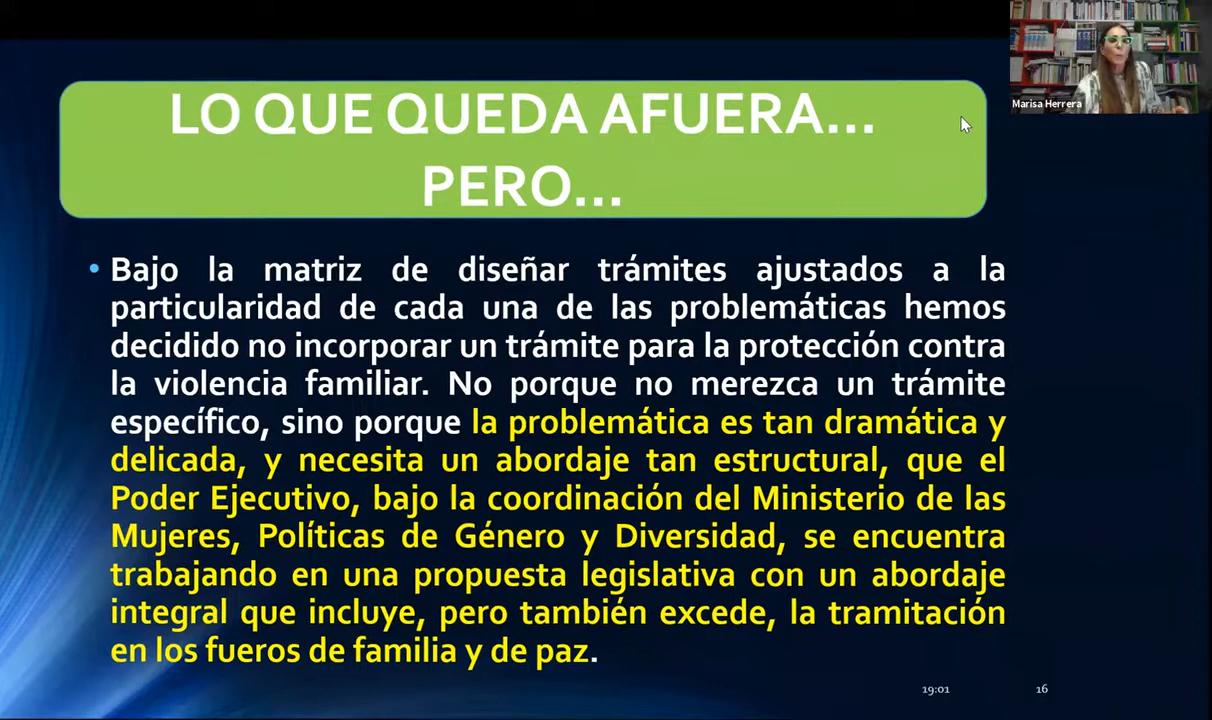 LO QUE QUEDA AFUERA...
PERO...
Marisa Herrera
• Bajo la matriz de diseñar trámites ajustados a la
particularidad de cada una de las problemáticas hemos
decidido no incorporar un trámite para la protección contra
la violencia familiar. No porque no merezca un trámite
específico, sino porque la problemática es tan dramática y
delicada, y necesita un abordaje tan estructural, que el
Poder Ejecutivo, bajo la coordinación del Ministerio de las
Mujeres, Políticas de Género y Diversidad, se encuentra
trabajando en una propuesta legislativa con un abordaje
integral que incluye, pero también excede, la tramitación
en los fueros de familia y de paz.
19:01 16